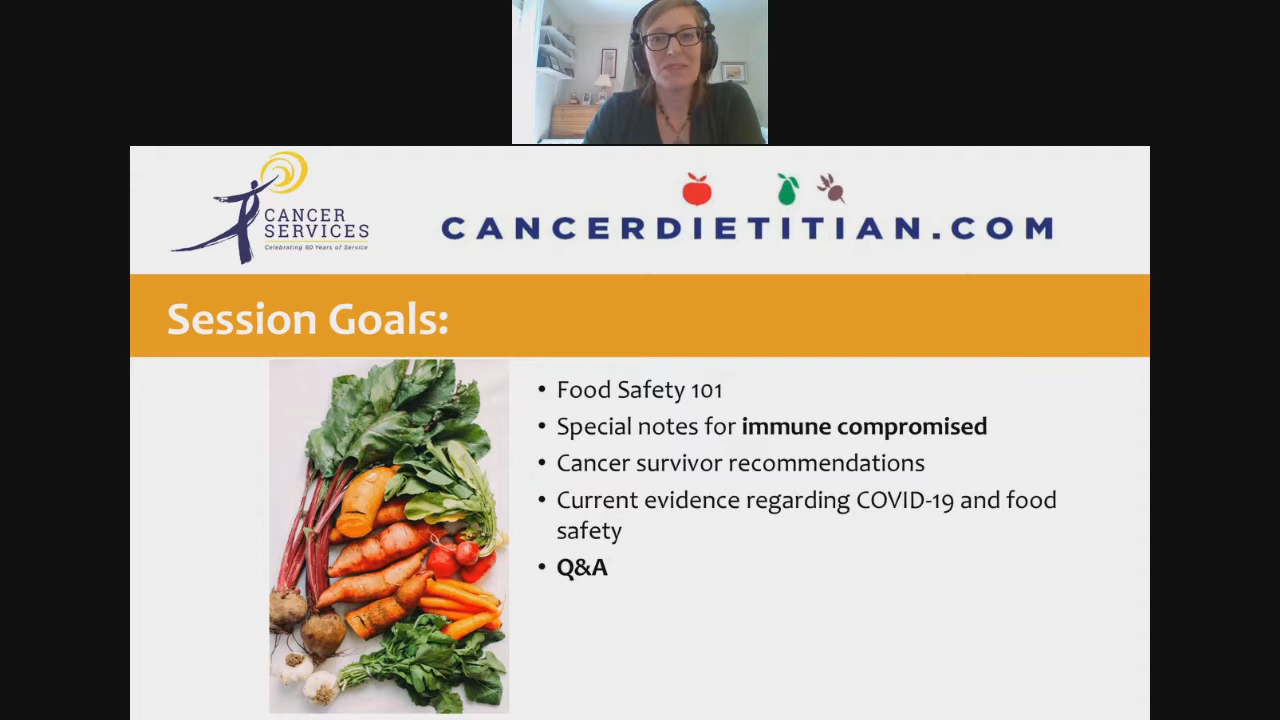 CANCER
SERVICES
Celebrating 60 Years of Service
CANCERDIETITIAN.COM
Session Goals:
• Food Safety 101
• Special notes for immune compromised
• Cancer survivor recommendations
• Current evidence regarding COVID-19 and food
safety
• Q&A